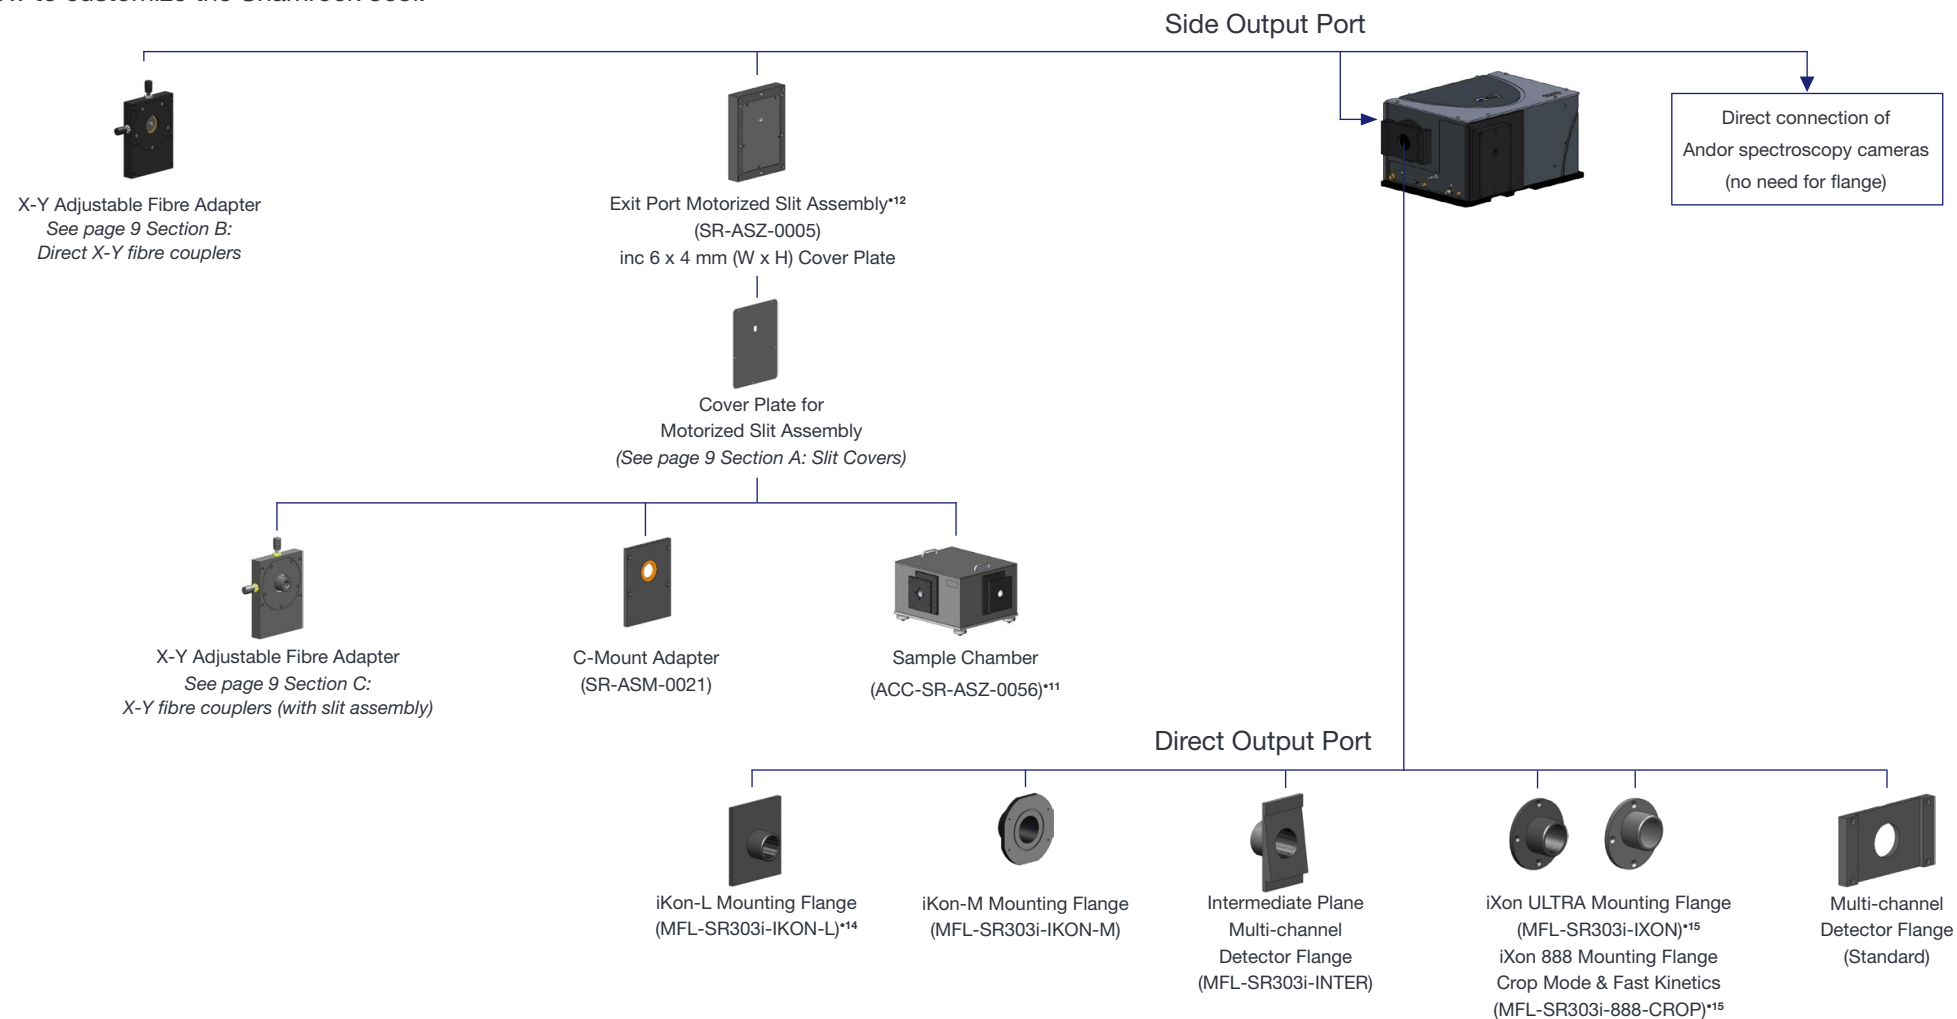 Side Output Port
Direct connection of
Andor spectroscopy cameras
(no need for flange)
X-Y Adjustable Fibre Adapter
See page 9 Section B:
Direct X-Y fibre couplers
Exit Port Motorized Slit Assembly•12
(SR-ASZ-0005)
inc 6 x 4 mm (W x H) Cover Plate
Cover Plate for
Motorized Slit Assembly
(See page 9 Section A: Slit Covers)
X-Y Adjustable Fibre Adapter
See page 9 Section C:
X-Y fibre couplers (with slit assembly)
C-Mount Adapter
(SR-ASM-0021)
Sample Chamber
(ACC-SR-ASZ-0056)•11
Direct Output Port
iKon-L Mounting Flange
(MFL-SR303i-IKON-L)•14
iKon-M Mounting Flange
(MFL-SR303i-IKON-M)
Intermediate Plane
Multi-channel
Detector Flange
(MFL-SR303i-INTER)
iXon ULTRA Mounting Flange
(MFL-SR303i-IXON)•15
iXon 888 Mounting Flange
Crop Mode & Fast Kinetics
(MFL-SR303i-888-CROP)•15
Multi-channel
Detector Flange
(Standard)